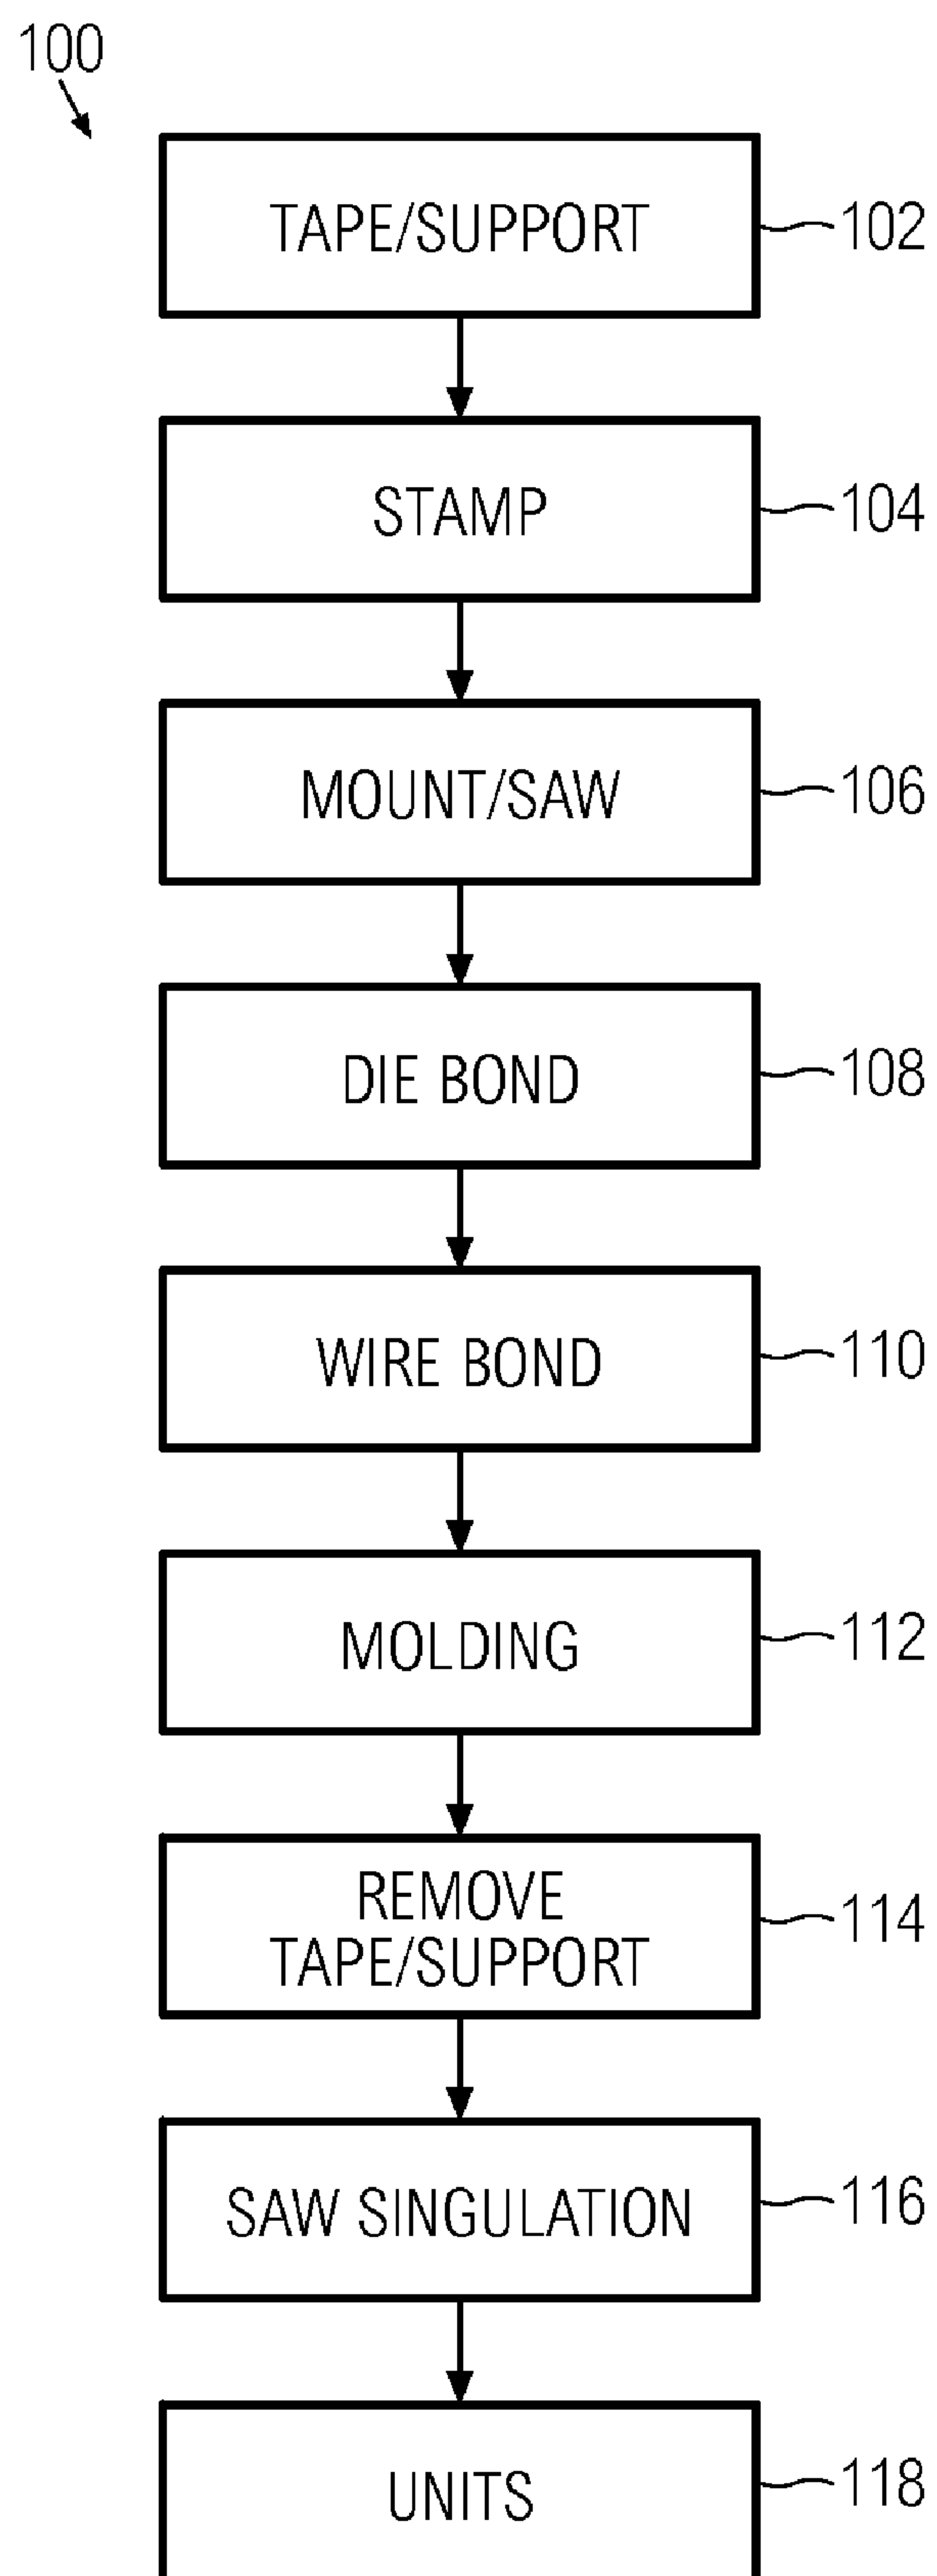 100
TAPE/SUPPORT
102
STAMP
104
MOUNT/SAW
106
DIE BOND
108
WIRE BOND
110
MOLDING
112
REMOVE
TAPE/SUPPORT
114
SAW SINGULATION
116
UNITS
118